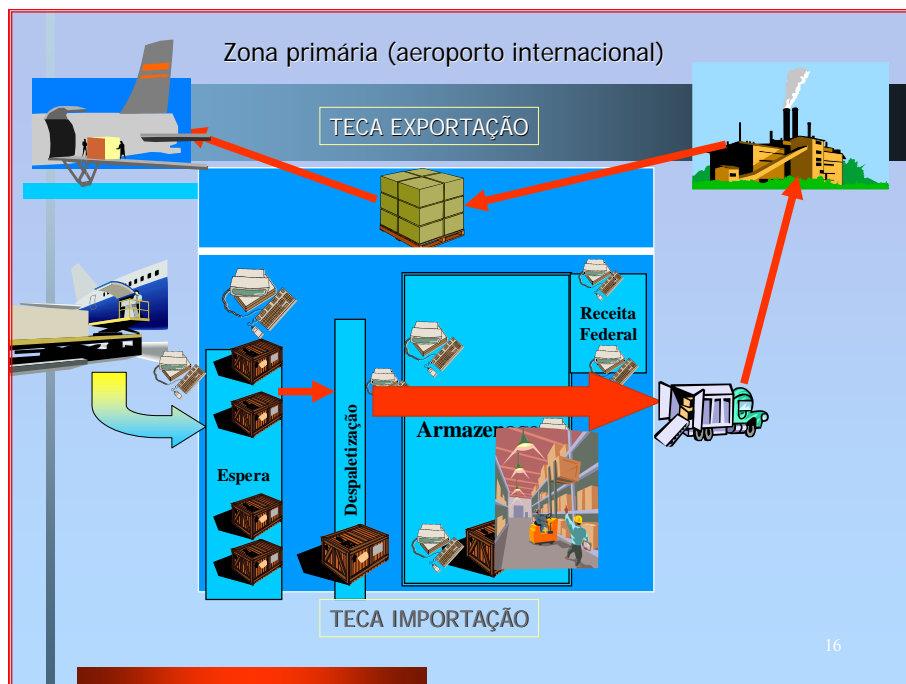 Zona primária (aeroporto internacional)
TECA EXPORTAÇÃO
Receita
Federal
Espera
Despaletização
TECA IMPORTAÇÃO
16